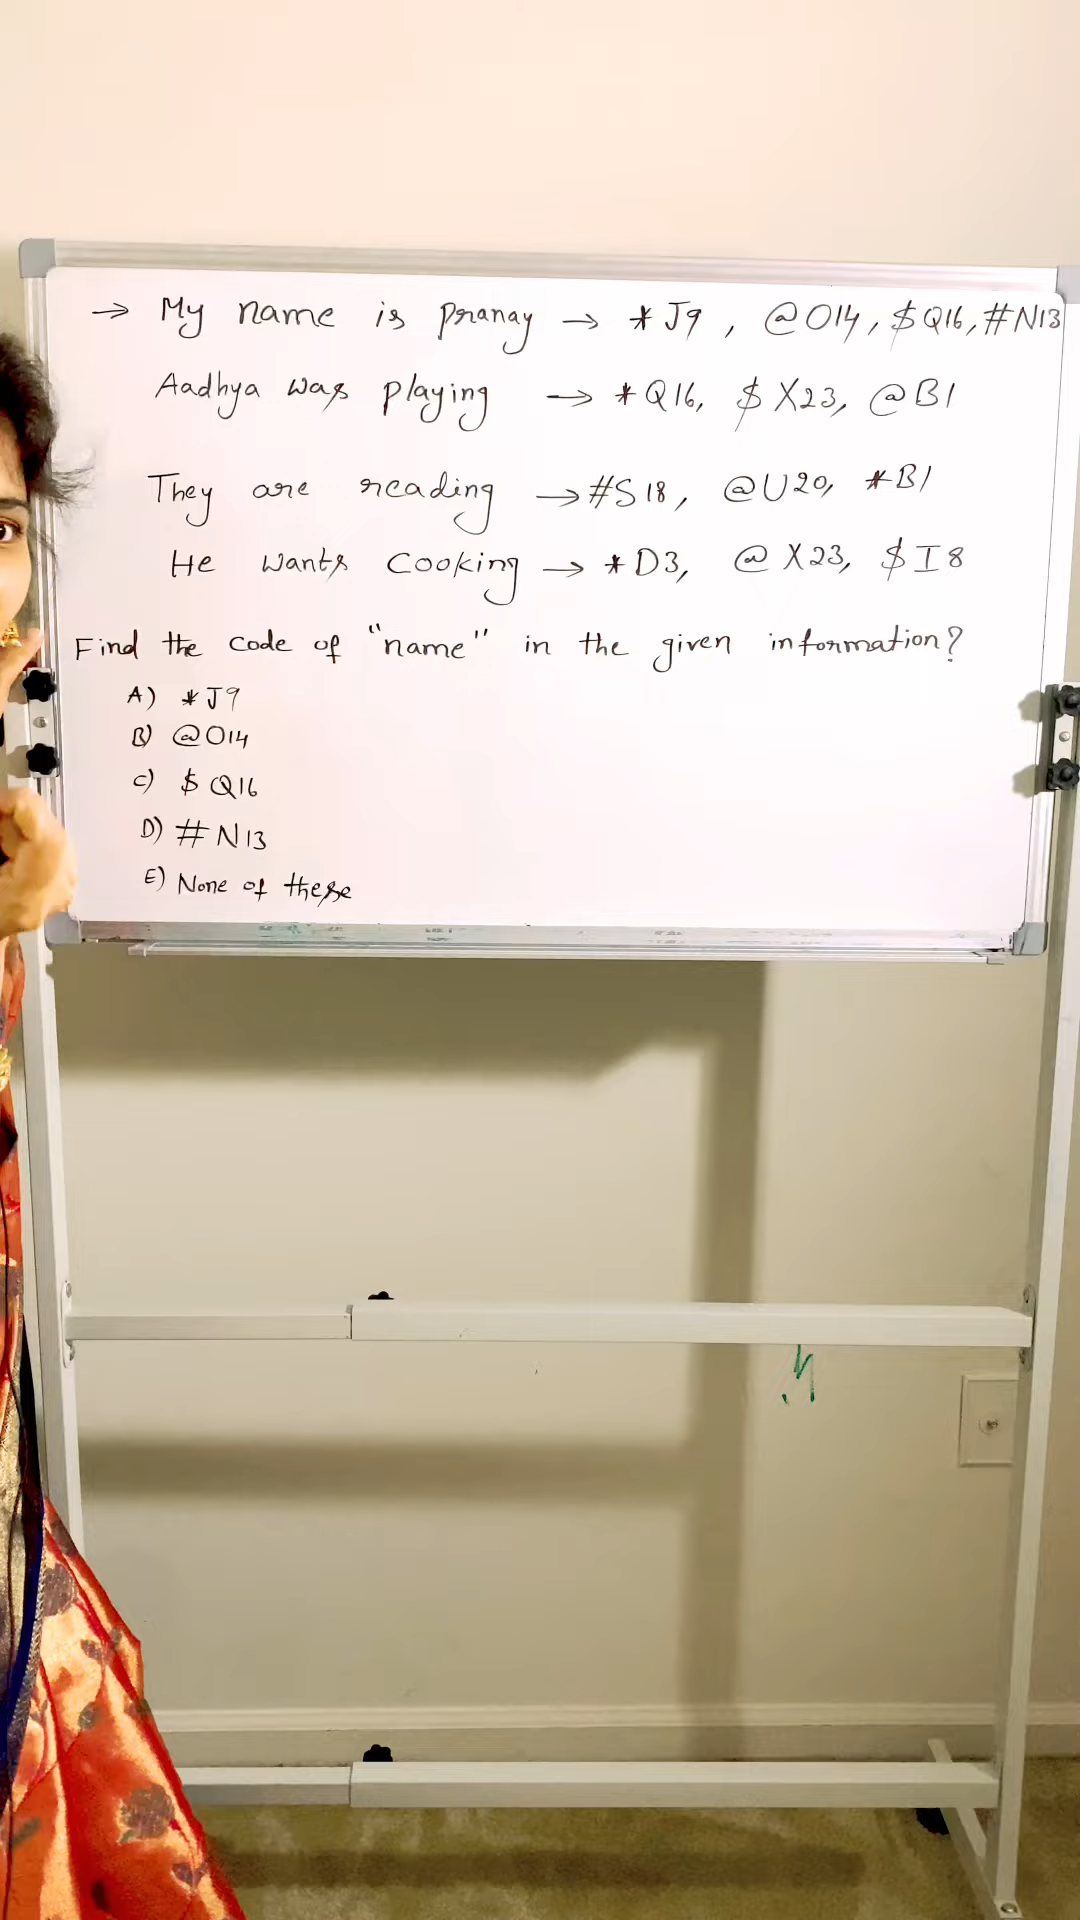 → My name is pranay → *J9, @O14, $Q16, #N13
Aadhya was playing → *Q16, $X23, @B1
They are reading → #S18, @U20, *B1
He wants cooking → *D3, @X23, $I8
Find the code of "name" in the given information?
A) *J9
B) @O14
C) $Q16
D) #N13
E) None of these